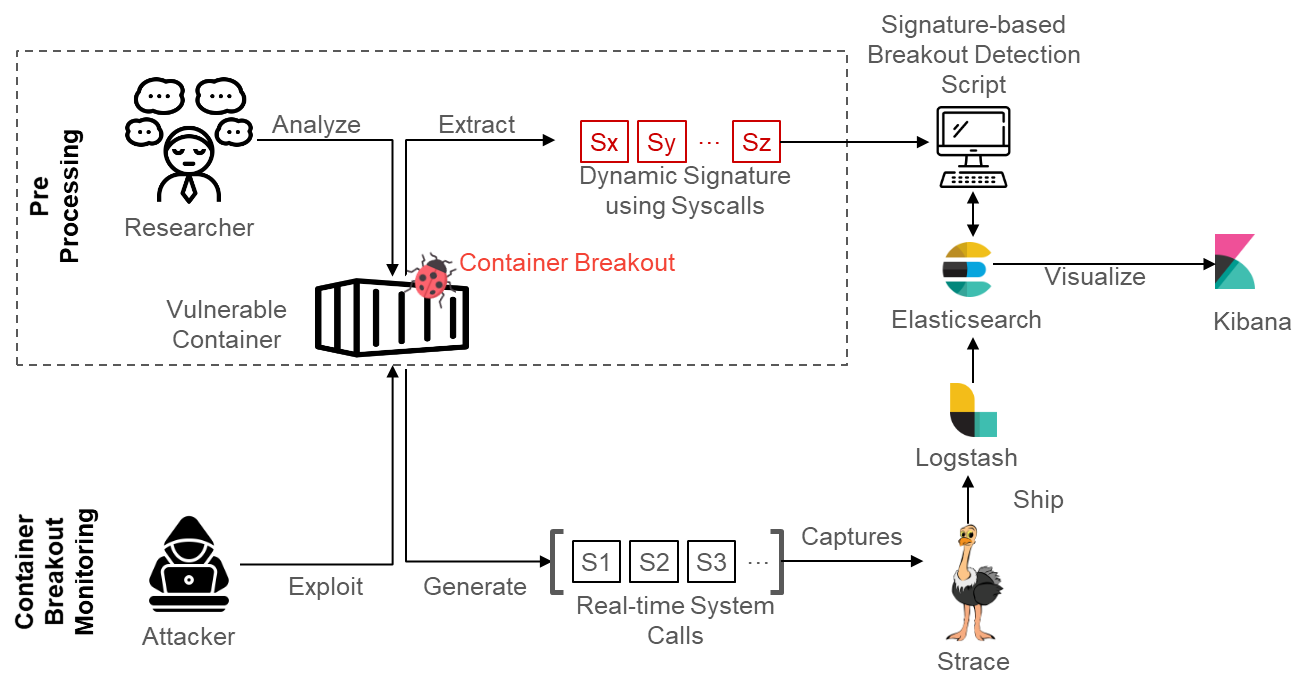 Signature-based
Breakout Detection
Script
Pre
Processing
Analyze
Extract
Sx Sy ... Sz
Dynamic Signature
using Syscalls
Researcher
Container Breakout
Vulnerable
Container
Elasticsearch
Visualize
Kibana
Logstash
Ship
Container
Breakout
Monitoring
Attacker
Exploit
Generate
S1 S2 S3 ...
Real-time System
Calls
Captures
Strace